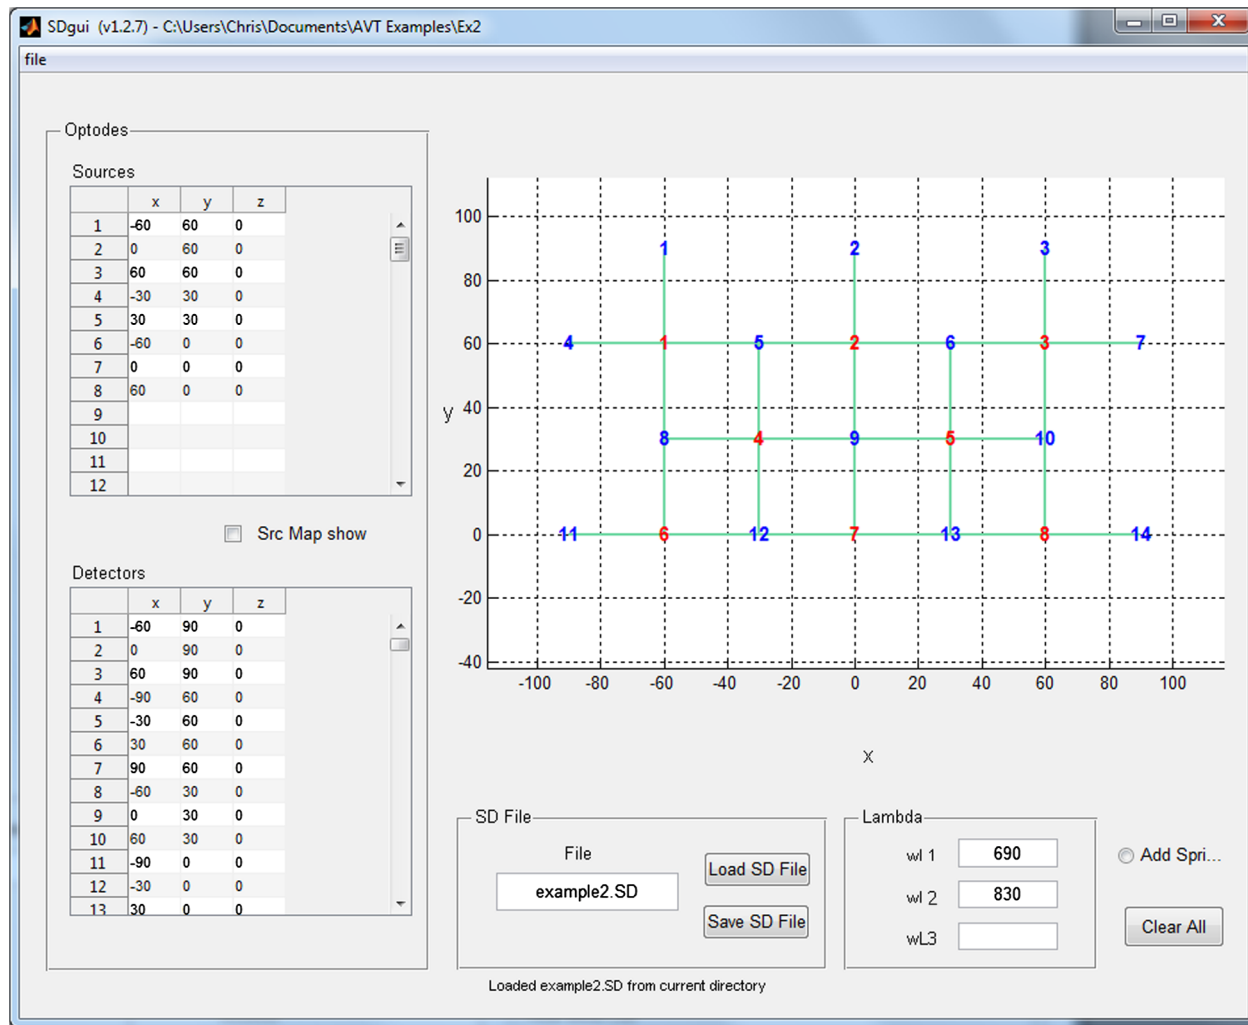 SDgui (v1.2.7) - C:\Users\Chris\Documents\AVT Examples\Ex2
file
Optodes
Sources
x y z
1 -60 60 0
2 0 60 0
3 60 60 0
4 -30 30 0
5 30 30 0
6 -60 0 0
7 0 0 0
8 60 0 0
9
10
11
12
Src Map show
Detectors
x y z
1 -60 90 0
2 0 90 0
3 60 90 0
4 -90 60 0
5 -30 60 0
6 30 60 0
7 90 60 0
8 -60 30 0
9 0 30 0
10 60 30 0
11 -90 0 0
12 -30 0 0
13 30 0 0
100
80
60
40
20
0
-20
-40
y
1 2 3
4 1 5 2 6 3 7
8 4 9 5 10
11 6 12 7 13 8 14
-100 -80 -60 -40 -20 0 20 40 60 80 100
x
SD File
File
example2.SD
Load SD File
Save SD File
Lambda
wl 1 690
wl 2 830
wL3
Add Spri...
Clear All
Loaded example2.SD from current directory